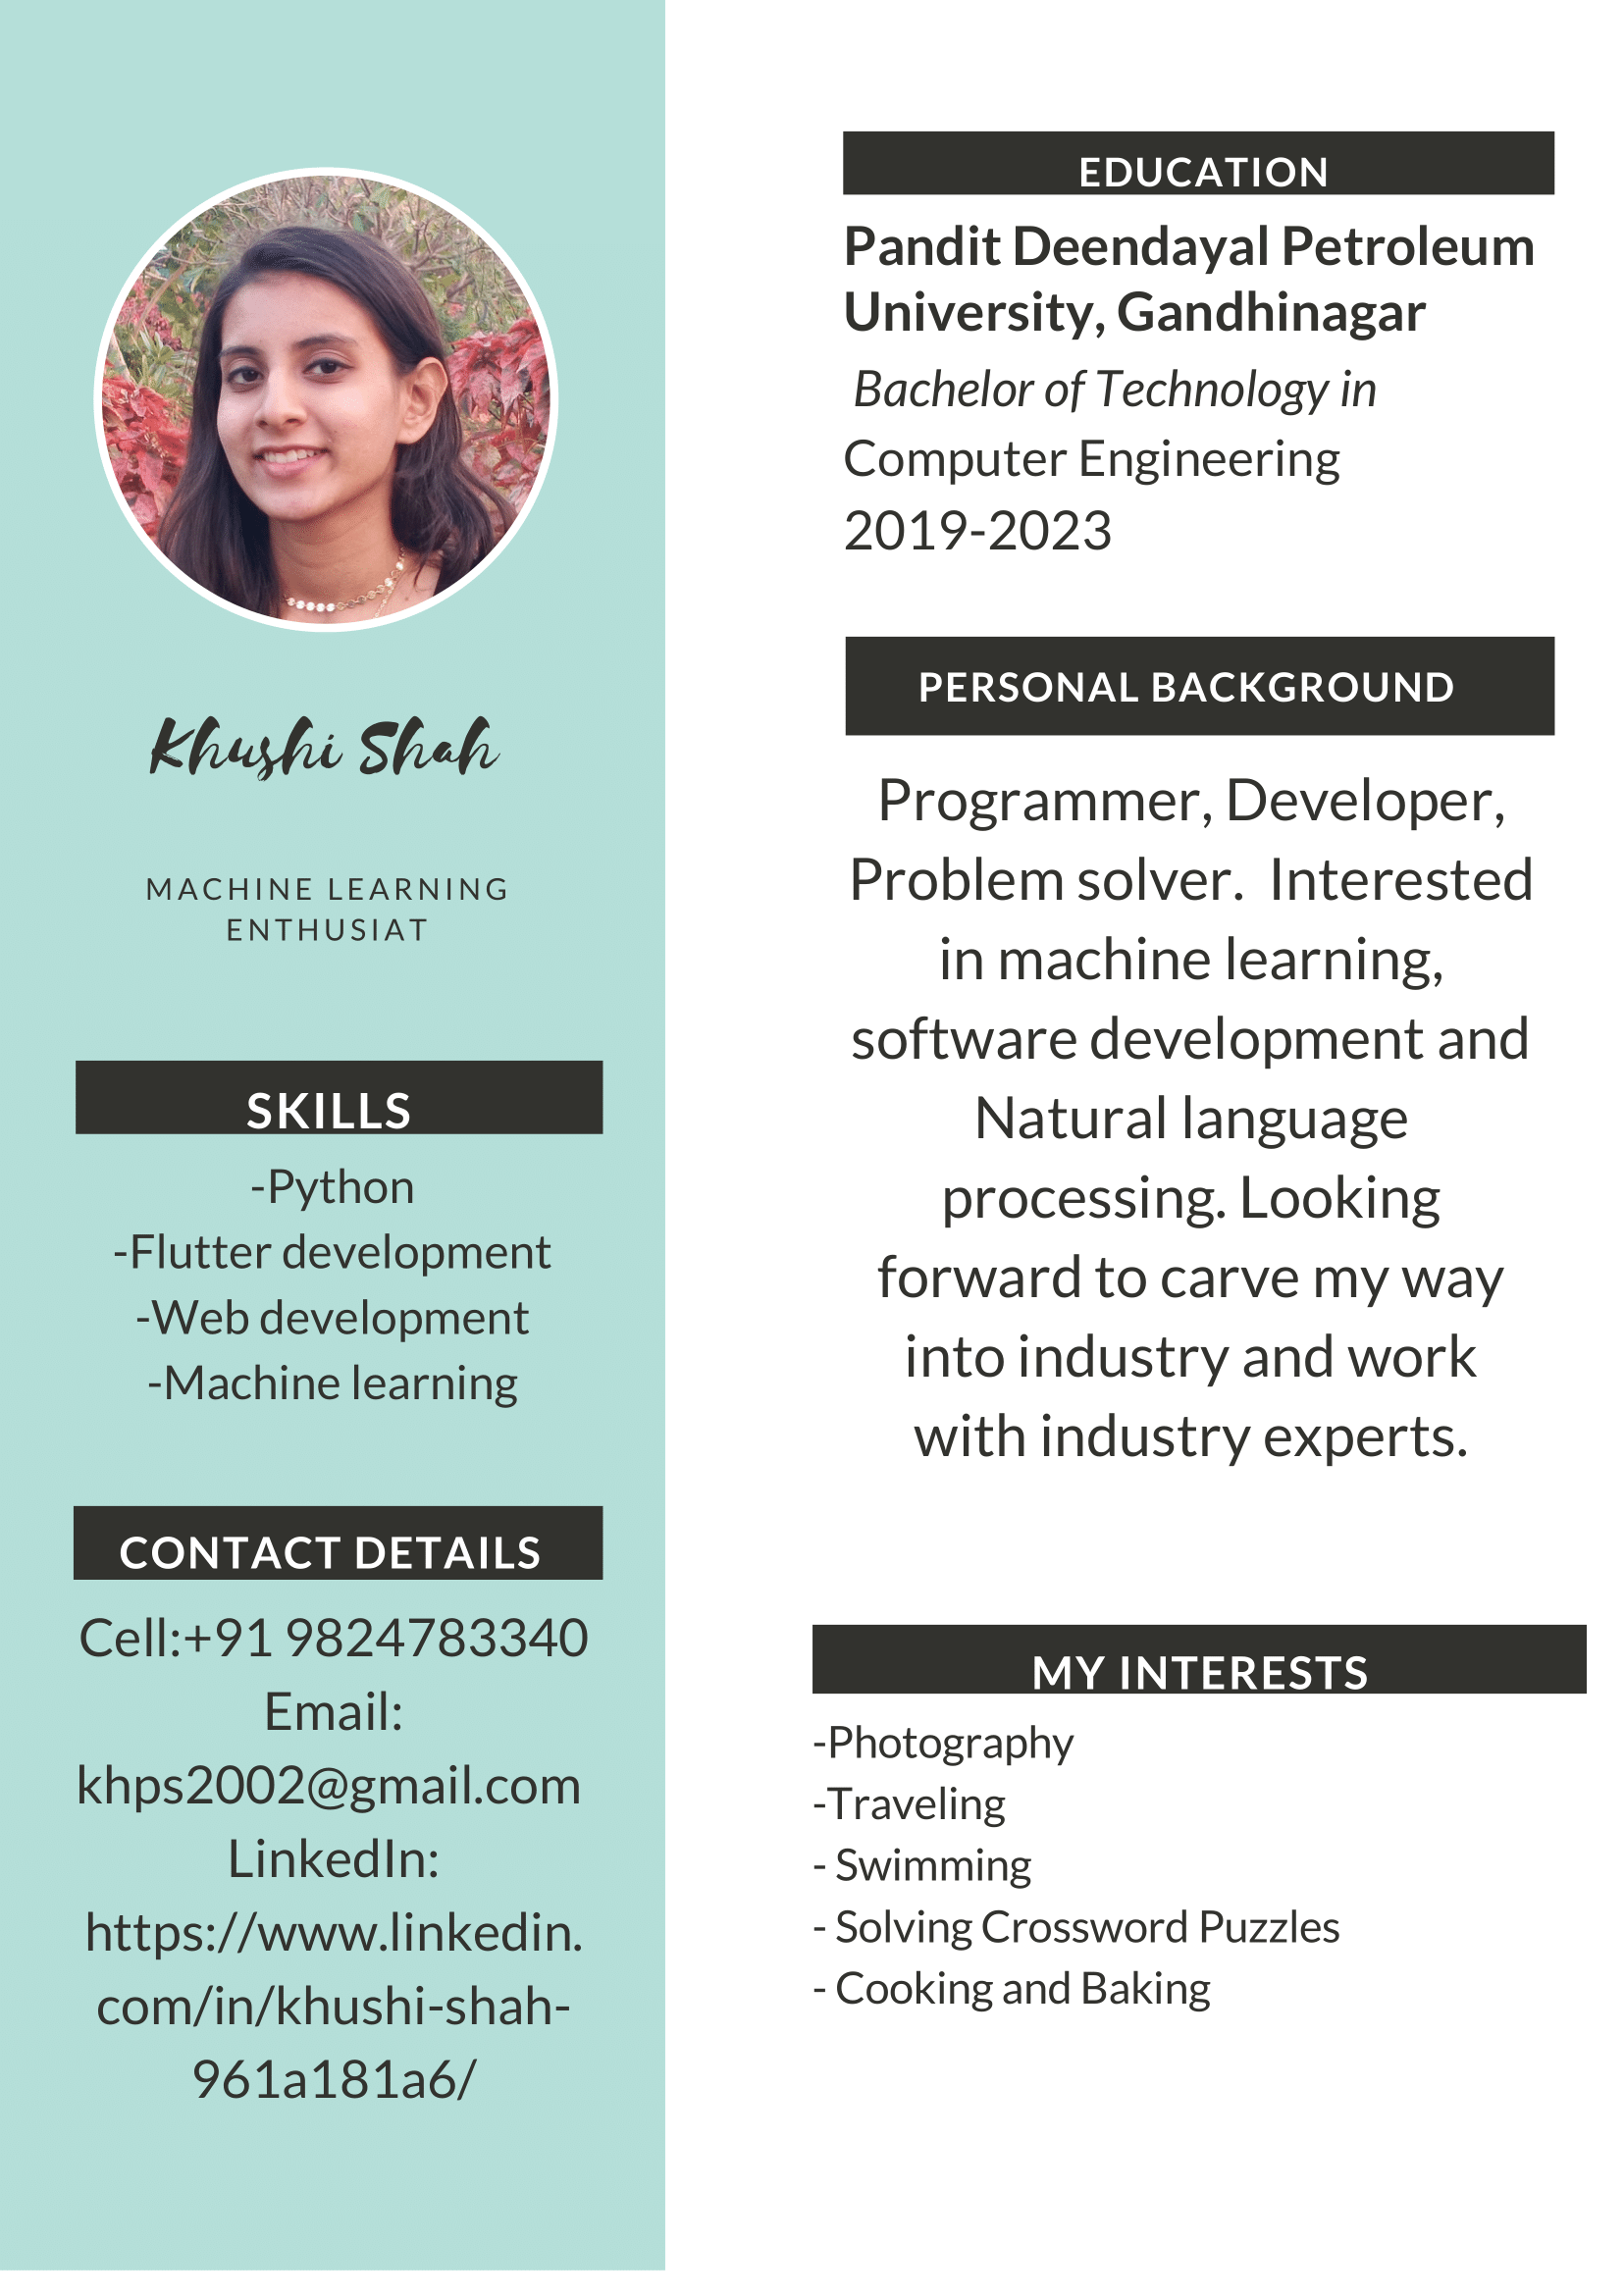 Khushi Shah
MACHINE LEARNING
ENTHUSIAT
SKILLS
-Python
-Flutter development
-Web development
-Machine learning
CONTACT DETAILS
Cell:+91 9824783340
Email:
khps2002@gmail.com
LinkedIn:
https://www.linkedin.
com/in/khushi-shah-
961a181a6/
EDUCATION
Pandit Deendayal Petroleum
University, Gandhinagar
Bachelor of Technology in
Computer Engineering
2019-2023
PERSONAL BACKGROUND
Programmer, Developer,
Problem solver.  Interested
in machine learning,
software development and
Natural language
processing. Looking
forward to carve my way
into industry and work
with industry experts.
MY INTERESTS
-Photography
-Traveling
- Swimming
- Solving Crossword Puzzles
- Cooking and Baking